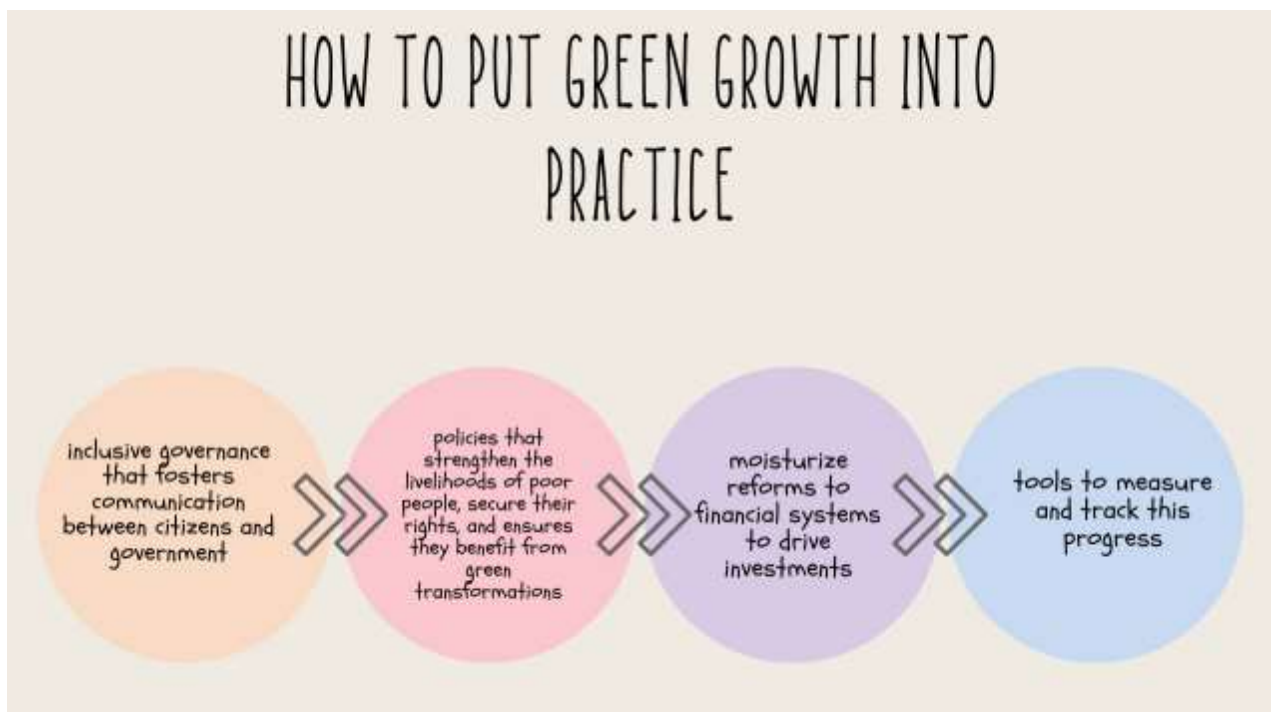 HOW TO PUT GREEN GROWTH INTO
PRACTICE
inclusive governance
that fosters
communication
between citizens and
government
policies that
strengthen the
livelihoods of poor
people, secure their
rights, and ensures
they benefit from
green
transformations
moisturize
reforms to
financial systems
to drive
investments
tools to measure
and track this
progress